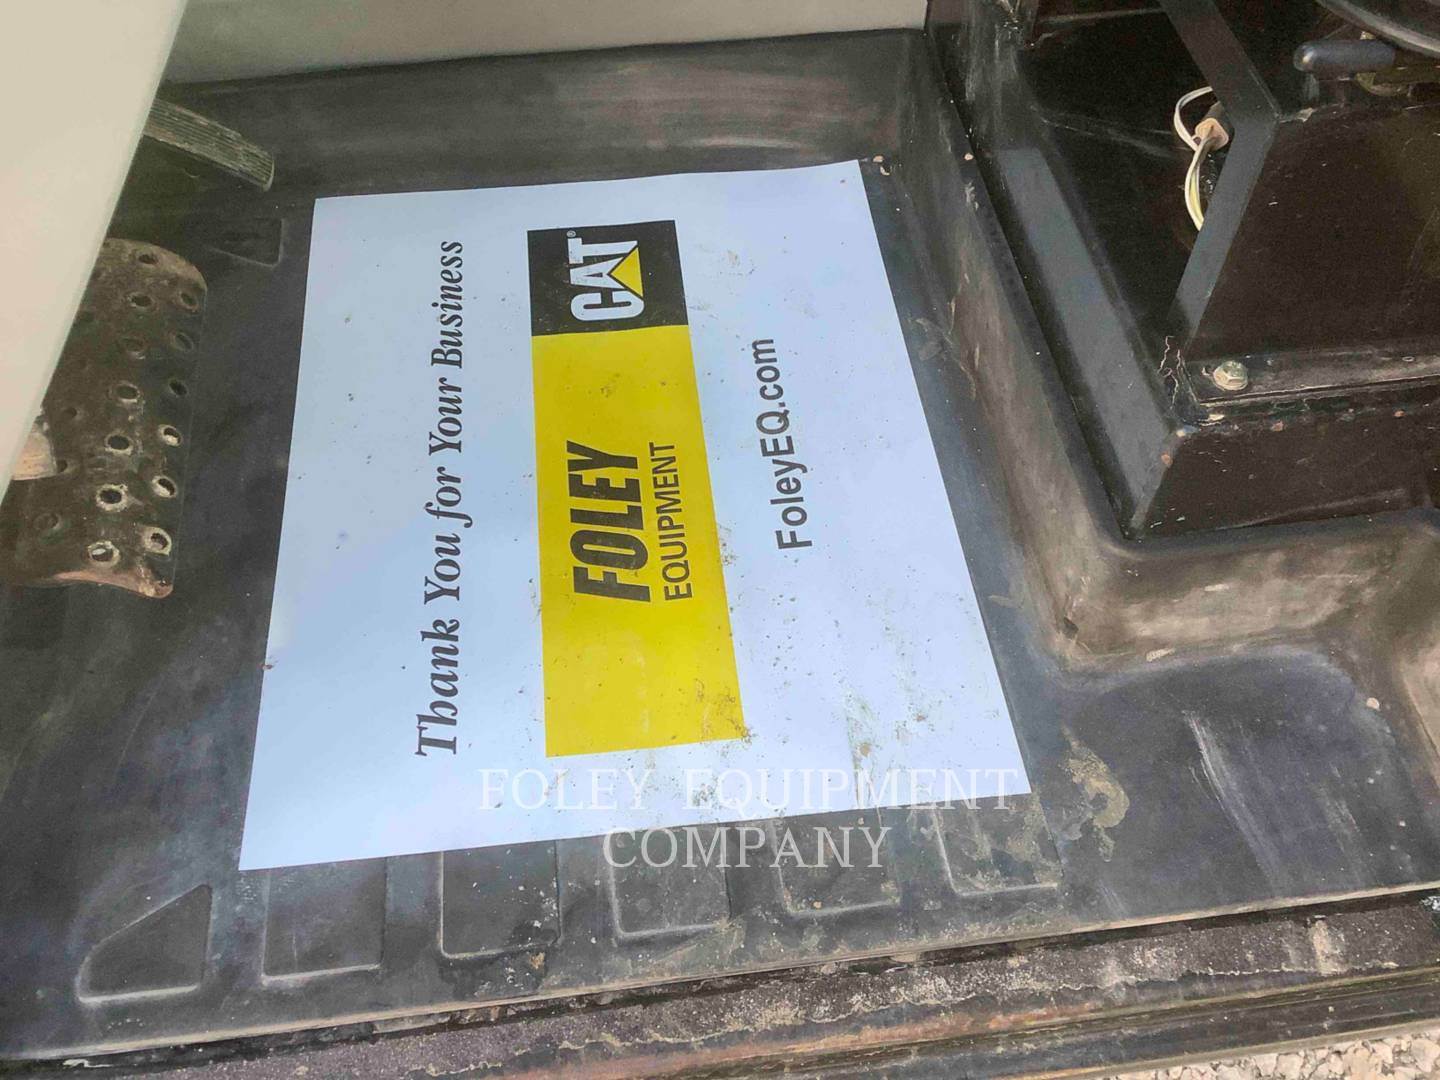 Thank You for Your Business
CAT®
FOLEY
EQUIPMENT
FoleyEQ.com
FOLEY EQUIPMENT
COMPANY